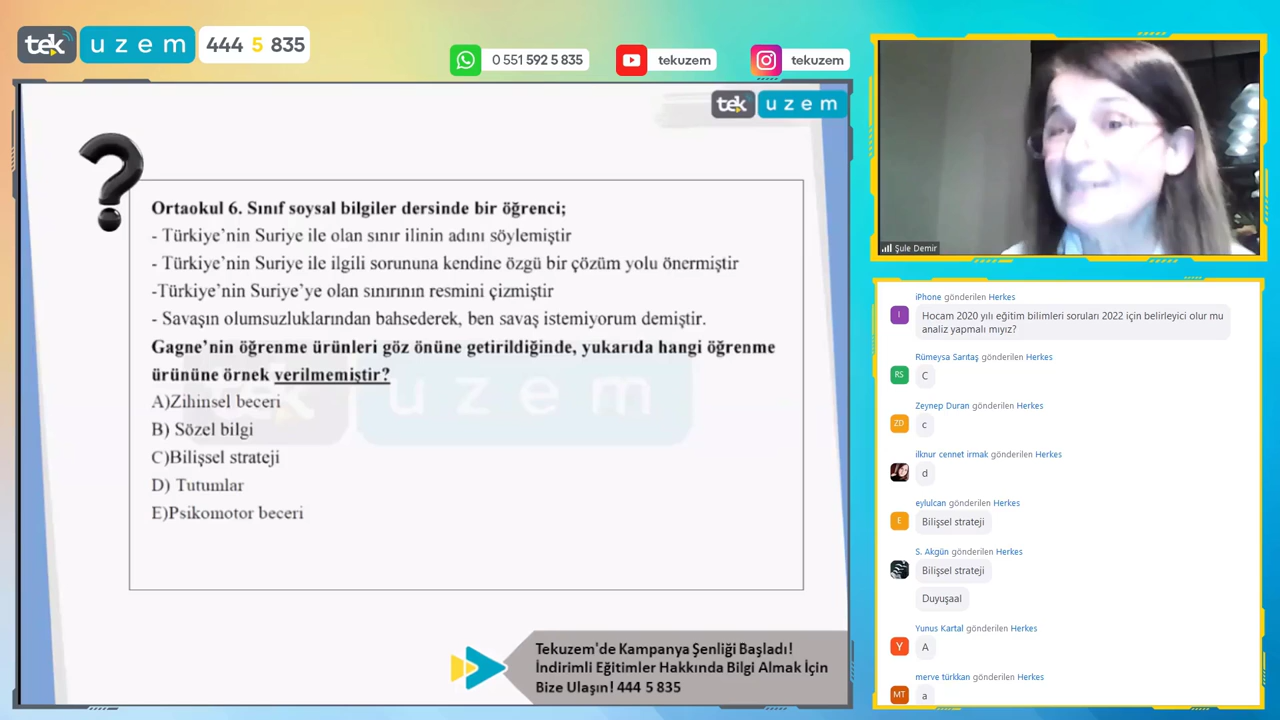 tek uzem 444 5 835
0 551 592 5 835
tekuzem
tekuzem
tek uzem
Ortaokul 6. Sınıf soysal bilgiler dersinde bir öğrenci;
- Türkiye'nin Suriye ile olan sınır ilinin adını söylemiştir
- Türkiye'nin Suriye ile ilgili sorununa kendine özgü bir çözüm yolu önermiştir
-Türkiye'nin Suriye'ye olan sınırının resmini çizmiştir
- Savaşın olumsuzluklarından bahsederek, ben savaş istemiyorum demiştir.
Gagne'nin öğrenme ürünleri göz önüne getirildiğinde, yukarıda hangi öğrenme
ürününe örnek verilmemiştir?
A)Zihinsel beceri
B) Sözel bilgi
C)Bilişsel strateji
D) Tutumlar
E)Psikomotor beceri
uzem
Tekuzem'de Kampanya Şenliği Başladı!
İndirimli Eğitimler Hakkında Bilgi Almak İçin
Bize Ulaşın! 444 5 835
Şule Demir
iPhone gönderilen Herkes
I
Hocam 2020 yılı eğitim bilimleri soruları 2022 için belirleyici olur mu
analiz yapmalı mıyız?
Rümeysa Sarıtaş gönderilen Herkes
RS
C
Zeynep Duran gönderilen Herkes
ZD
c
ilknur cennet irmak gönderilen Herkes
d
eylulcan gönderilen Herkes
E
Bilişsel strateji
S. Akgün gönderilen Herkes
Bilişsel strateji
Duyuşaal
Yunus Kartal gönderilen Herkes
Y
A
merve türkkan gönderilen Herkes
MT
a